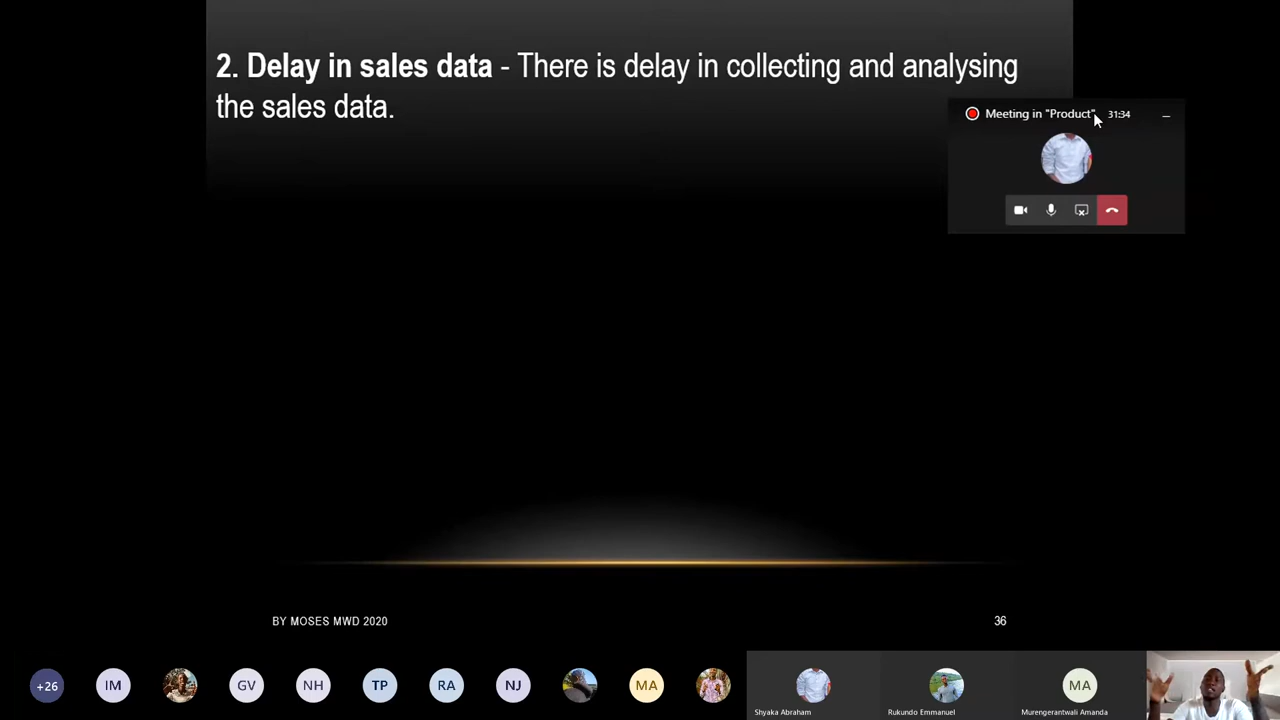 2. Delay in sales data - There is delay in collecting and analysing
the sales data.
Meeting in "Product" 31:34
BY MOSES MWD 2020
36
+26
IM
GV
NH
TP
RA
NJ
MA
MA
Shyaka Abraham
Rukundo Emmanuel
Murengerantwali Amanda